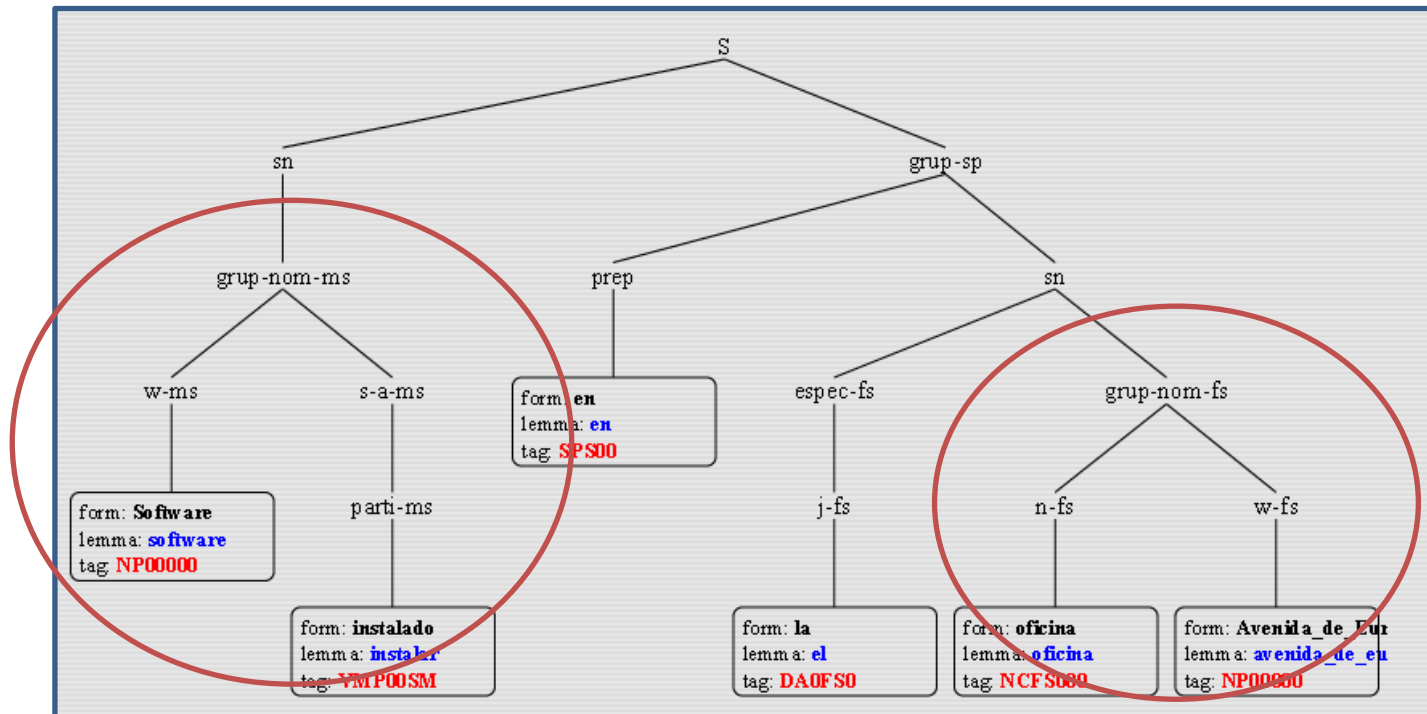 S
sn
grup-sp
grup-nom-ms
prep
sn
w-ms
s-a-ms
espec-fs
grup-nom-fs
form: en
lemma: en
tag: SPS00
parti-ms
j-fs
n-fs
w-fs
form: Software
lemma: software
tag: NP00000
form: instalado
lemma: instalar
tag: VMP00SM
form: la
lemma: el
tag: DA0FS0
form: oficina
lemma: oficina
tag: NCFS000
form: Avenida_de_Eur
lemma: avenida_de_eu
tag: NP00000